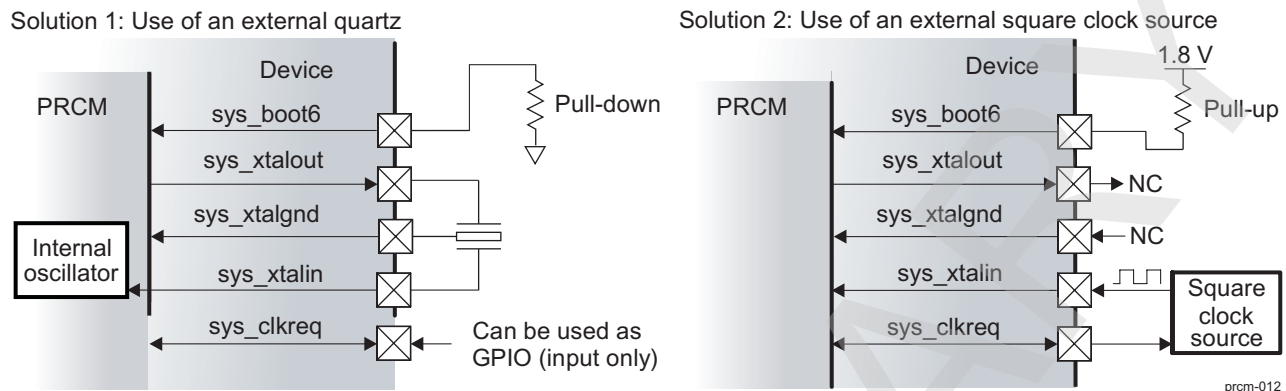 Solution 1: Use of an external quartz
Device
PRCM
sys_boot6
Pull-down
sys_xtalout
sys_xtalgnd
Internal
oscillator
sys_xtalin
sys_clkreq
Can be used as
GPIO (input only)
Solution 2: Use of an external square clock source
1.8 V
Device
PRCM
sys_boot6
Pull-up
sys_xtalout
NC
sys_xtalgnd
NC
sys_xtalin
Square
clock
source
sys_clkreq
prcm-012